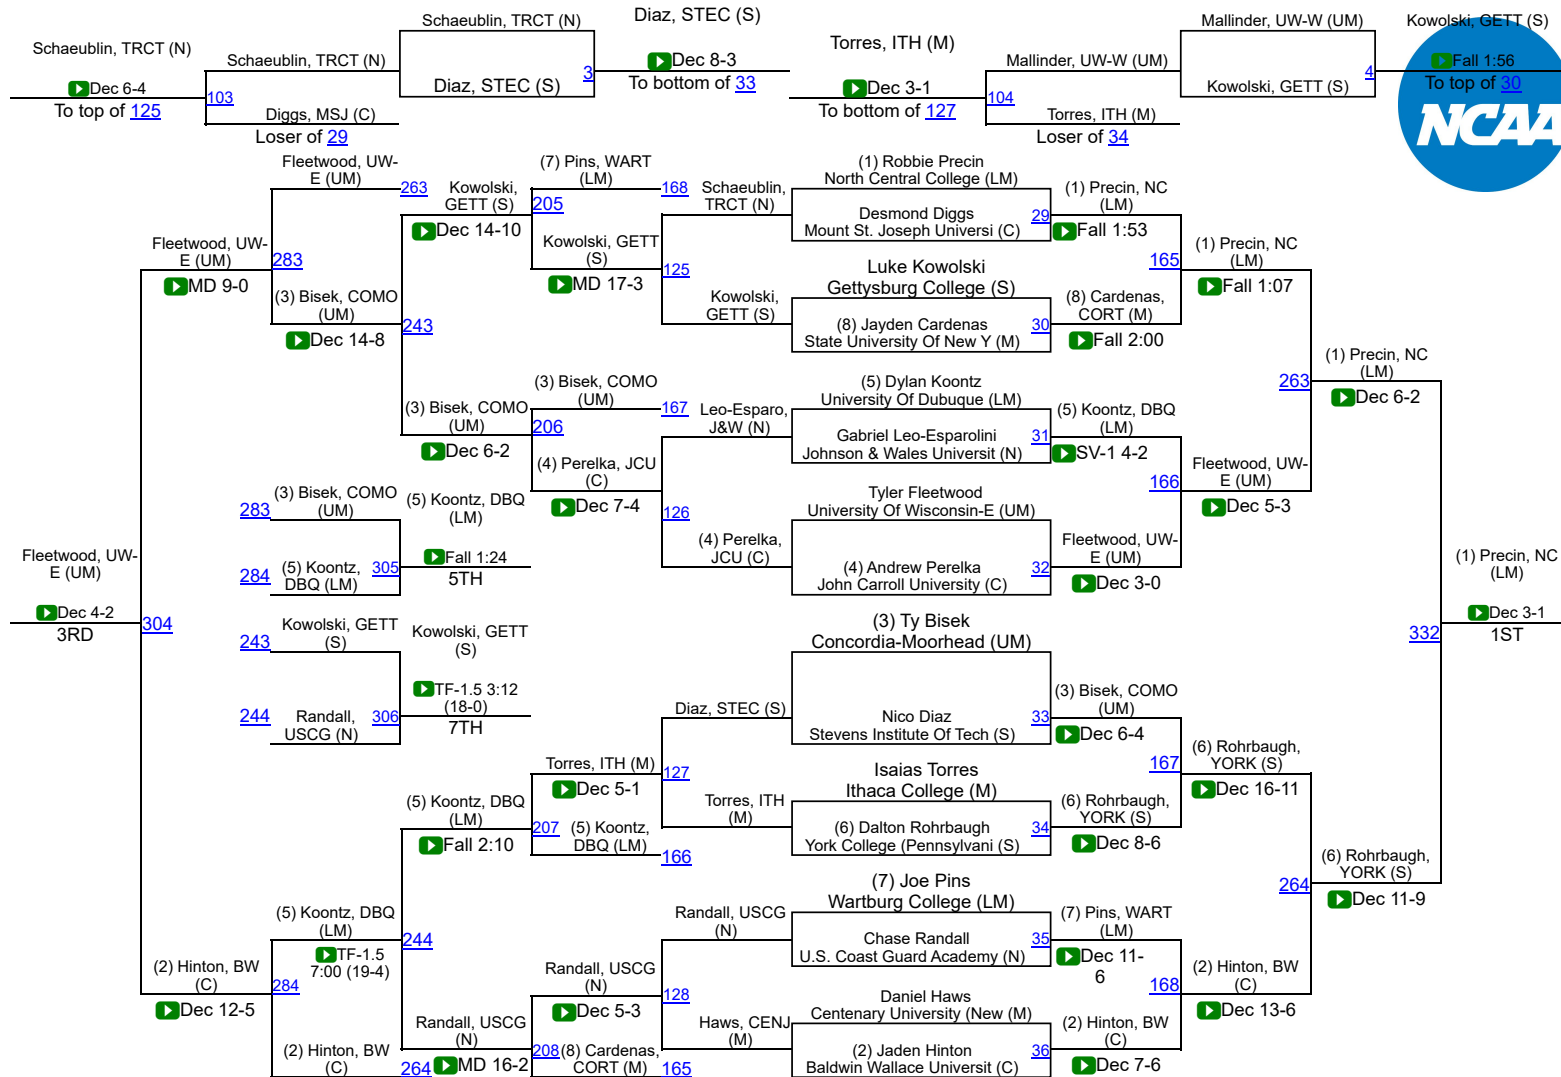 Schaeublin, TRCT (N)
Dec 6-4
To top of 125
Schaeublin, TRCT (N)
103
Diggs, MSJ (C)
Loser of 29
Schaeublin, TRCT (N)
Diaz, STEC (S)
3
Diaz, STEC (S)
Dec 8-3
To bottom of 33
Torres, ITH (M)
Dec 3-1
To bottom of 127
Mallinder, UW-W (UM)
104
Torres, ITH (M)
Loser of 34
Mallinder, UW-W (UM)
Kowolski, GETT (S)
4
Kowolski, GETT (S)
Fall 1:56
To top of 30
NCAA
(1) Robbie Precin
North Central College (LM)
Desmond Diggs
Mount St. Joseph Universi (C)
29
Luke Kowolski
Gettysburg College (S)
(8) Jayden Cardenas
State University Of New Y (M)
30
(5) Dylan Koontz
University Of Dubuque (LM)
Gabriel Leo-Esparolini
Johnson & Wales Universit (N)
31
Tyler Fleetwood
University Of Wisconsin-E (UM)
(4) Andrew Perelka
John Carroll University (C)
32
(3) Ty Bisek
Concordia-Moorhead (UM)
Nico Diaz
Stevens Institute Of Tech (S)
33
Isaias Torres
Ithaca College (M)
(6) Dalton Rohrbaugh
York College (Pennsylvani (S
34
(7) Joe Pins
Wartburg College (LM)
Chase Randall
U.S. Coast Guard Academy (N)
35
Daniel Haws
Centenary University (New (M)
(2) Jaden Hinton
Baldwin Wallace Universit (C)
36
(1) Precin, NC
(LM)
Fall 1:53
165
(8) Cardenas,
CORT (M)
Fall 2:00
(5) Koontz, DBQ
(LM)
SV-1 4-2
166
Fleetwood, UW-
E (UM)
Dec 3-0
(3) Bisek, COMO
(UM)
Dec 6-4
167
(6) Rohrbaugh,
YORK (S)
Dec 8-6
(7) Pins, WART
(LM)
Dec 11-
6
168
(2) Hinton, BW
(C)
Dec 7-6
(1) Precin, NC
(LM)
Fall 1:07
263
Fleetwood, UW-
E (UM)
Dec 5-3
(6) Rohrbaugh,
YORK (S)
Dec 16-11
264
(2) Hinton, BW
(C)
Dec 13-6
(1) Precin, NC
(LM)
Dec 6-2
332
(6) Rohrbaugh,
YORK (S)
Dec 11-9
(1) Precin, NC
(LM)
Dec 3-1
1ST
Schaeublin,
TRCT (N)
125
Kowolski,
GETT (S)
Leo-Esparo,
J&W (N)
126
(4) Perelka,
JCU (C)
Diaz, STEC (S)
127
Torres, ITH
(M)
Randall, USCG
(N)
128
Haws, CENJ
(M)
(7) Pins, WART
(LM)
168
205
Kowolski, GETT
(S)
MD 17-3
(3) Bisek, COMO
(UM)
167
206
(4) Perelka, JCU
(C)
Dec 7-4
Torres, ITH (M)
Dec 5-1
207
(5) Koontz,
DBQ (LM)
166
Randall, USCG
(N)
Dec 5-3
208
(8) Cardenas,
CORT (M)
165
Kowolski,
GETT (S)
Dec 14-10
243
(3) Bisek, COMO
(UM)
Dec 6-2
(5) Koontz, DBQ
(LM)
Fall 2:10
244
Randall, USCG
(N)
MD 16-2
Fleetwood, UW-
E (UM)
263
283
(3) Bisek, COMO
(UM)
Dec 14-8
(5) Koontz, DBQ
(LM)
TF-1.5
7:00 (19-4)
284
(2) Hinton, BW
(C)
264
Fleetwood, UW-
E (UM)
MD 9-0
304
(2) Hinton, BW
(C)
Dec 12-5
Fleetwood, UW-
E (UM)
Dec 4-2
3RD
283
(3) Bisek, COMO
(UM)
284
(5) Koontz,
DBQ (LM)
305
(5) Koontz, DBQ
(LM)
Fall 1:24
5TH
243
Kowolski, GETT
(S)
244
Randall,
USCG (N)
306
Kowolski, GETT
(S)
TF-1.5 3:12
(18-0)
7TH